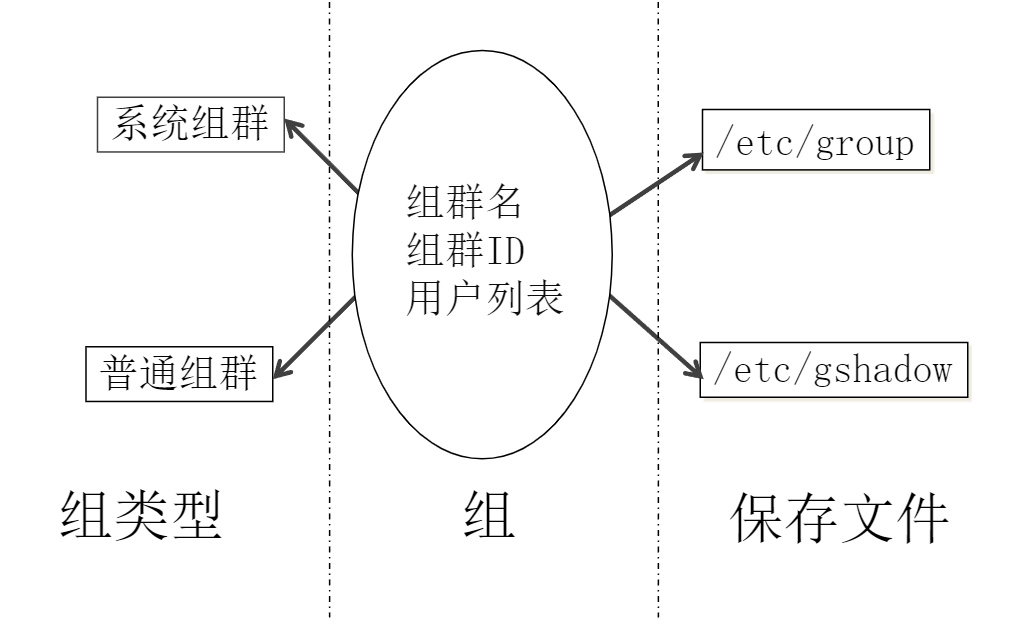 系统组群
普通组群
组类型
组群名
组群ID
用户列表
组
/etc/group
/etc/gshadow
保存文件